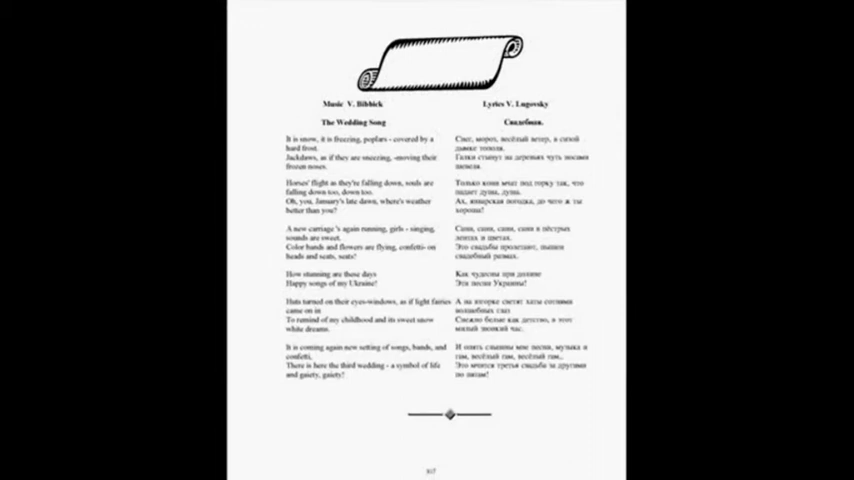 Music V. Bibbick
The Wedding Song
It is snow, it is freezing, poplars - covered by a
hard frost.
Jackdaws, as if they are sneezing, -moving their
frozen noses.
Horses' flight as they're falling down, souls are
falling down too, down too.
Oh, you, January's late dawn, where's weather
better than you?
A new carriage 's again running, girls - singing,
sounds are sweet.
Color bands and flowers are flying, confetti- on
heads and seats, seats!
How stunning are these days
Happy songs of my Ukraine!
Huts turned on their eyes-windows, as if light fairies
came on in
To remind of my childhood and its sweet snow
white dreams.
It is coming again new setting of songs, bands, and
confetti,
There is here the third wedding - a symbol of life
and gaiety, gaiety!
Lyrics V. Lugovsky
Свадебная.
Снег, мороз, весёлый ветер, в сизой
дымке тополя.
Галки стынут на деревьях чуть носами
шевеля.
Только кони мчат под горку так, что
падает душа, душа.
Ах, январская погодка, до чего ж ты
хороша!
Сани, сани, сани, сани в пёстрых
лентах и цветах.
Это свадьбы пролетают, пышен
свадебный размах.
Как чудесны при долине
Эти песни Украины!
А на взгорке светят хаты сотнями
волшебных глаз
Снежно белые как детство, в этот
милый звонкий час.
И опять слышны мне песни, музыка и
гам, весёлый гам, весёлый гам,,
Это мчится третья свадьба за другими
по пятам!